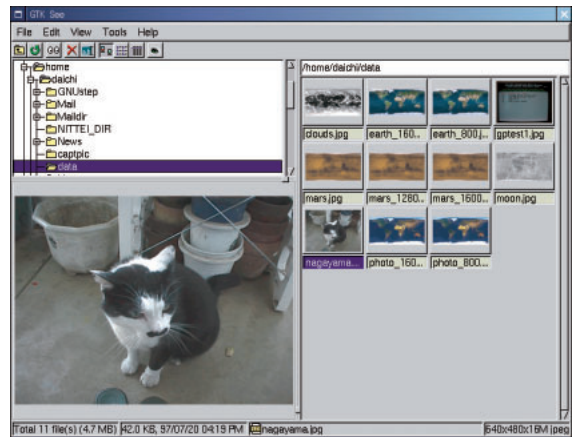 GTK See
File Edit View Tools Help
home
daichi
GNUstep
Mail
Maildir
NITTEI_DIR
News
captpic
data
/home/daichi/data
clouds.jpg
earth_160...
earth_800.j...
gptest1.jpg
mars.jpg
mars_1280...
mars_1600...
moon.jpg
nagayama...
photo_160...
photo_800...
Total 11 file(s) (4.7 MB)
42.0 KB, 97/07/20 04:19 PM
nagayama.jpg
640x480x16M jpeg